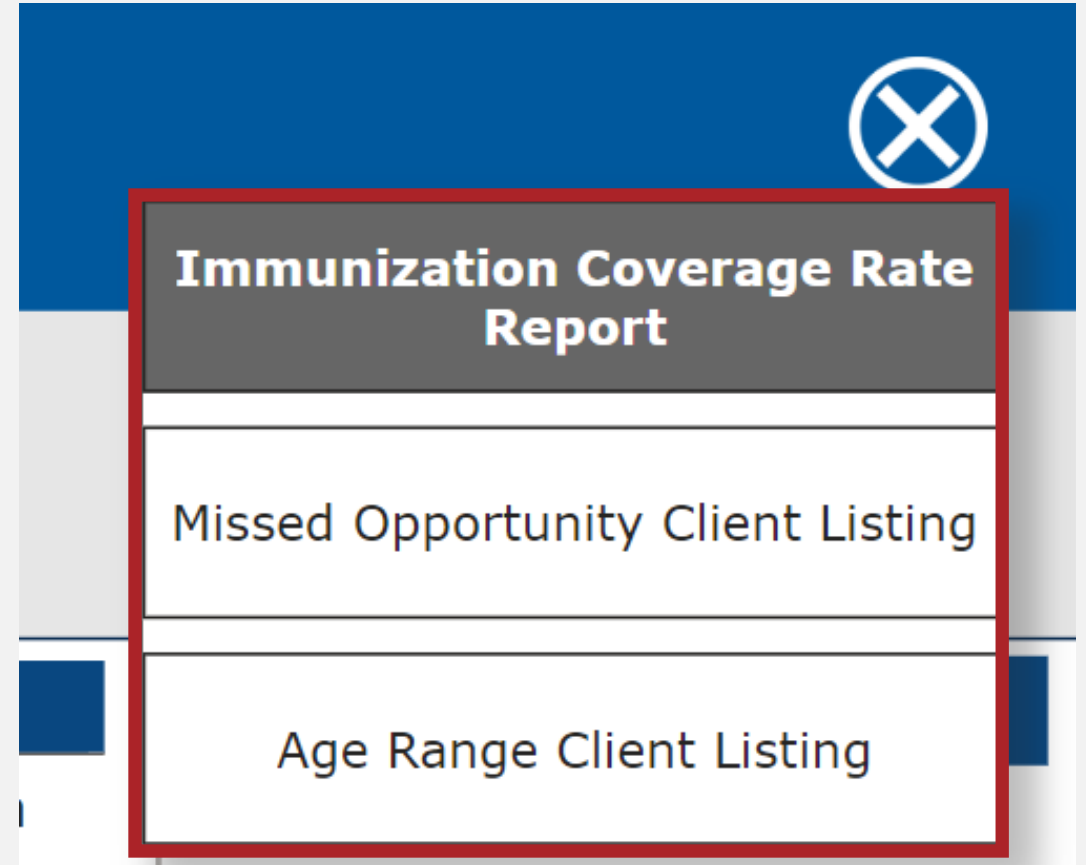 Immunization Coverage Rate
Report
Missed Opportunity Client Listing
Age Range Client Listing